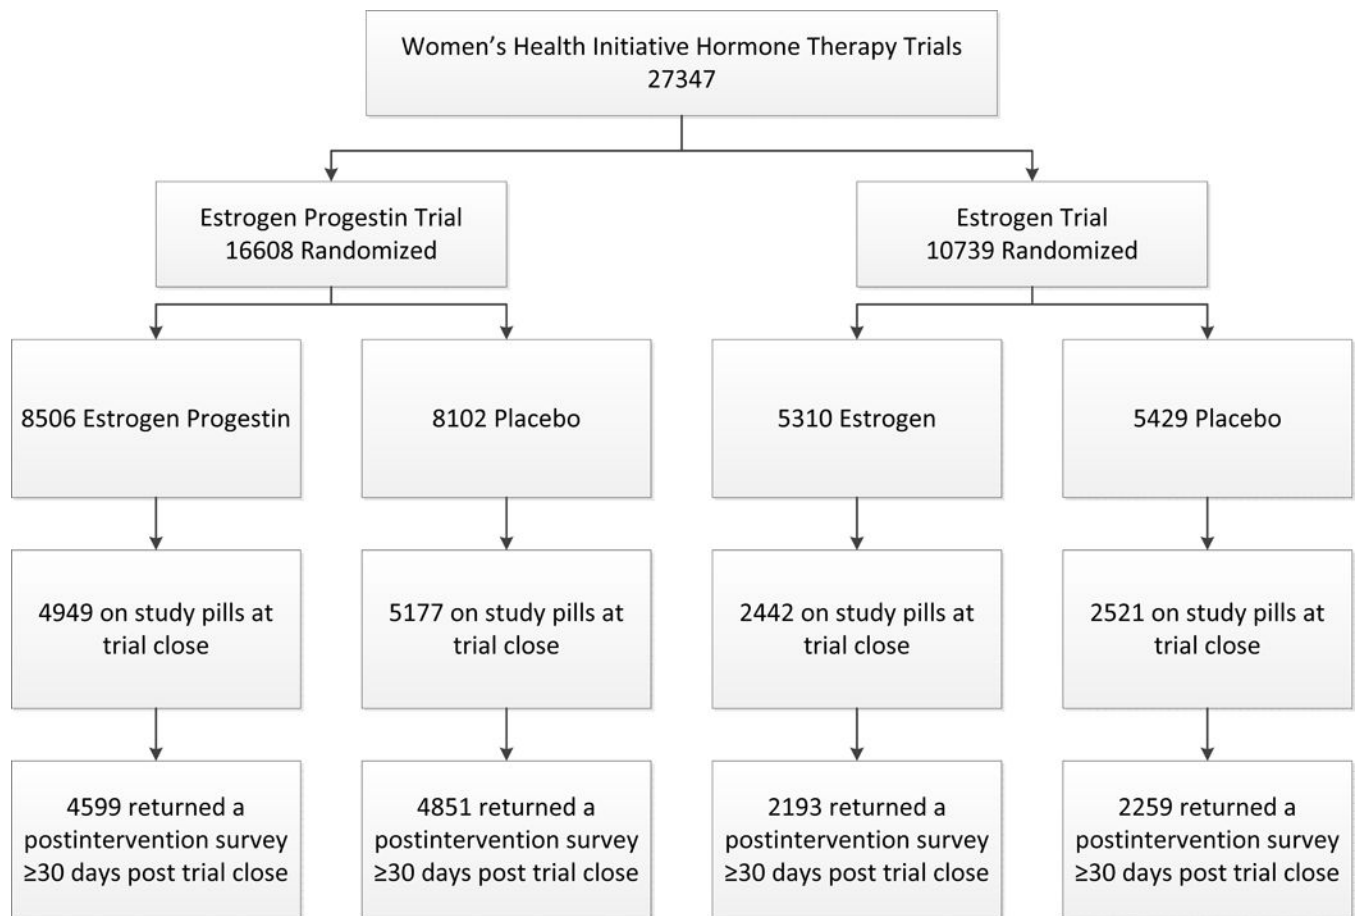 Women’s Health Initiative Hormone Therapy Trials
27347
Estrogen Progestin Trial
16608 Randomized
Estrogen Trial
10739 Randomized
8506 Estrogen Progestin
8102 Placebo
5310 Estrogen
5429 Placebo
4949 on study pills at
trial close
5177 on study pills at
trial close
2442 on study pills at
trial close
2521 on study pills at
trial close
4599 returned a
postintervention survey
≥30 days post trial close
4851 returned a
postintervention survey
≥30 days post trial close
2193 returned a
postintervention survey
≥30 days post trial close
2259 returned a
postintervention survey
≥30 days post trial close